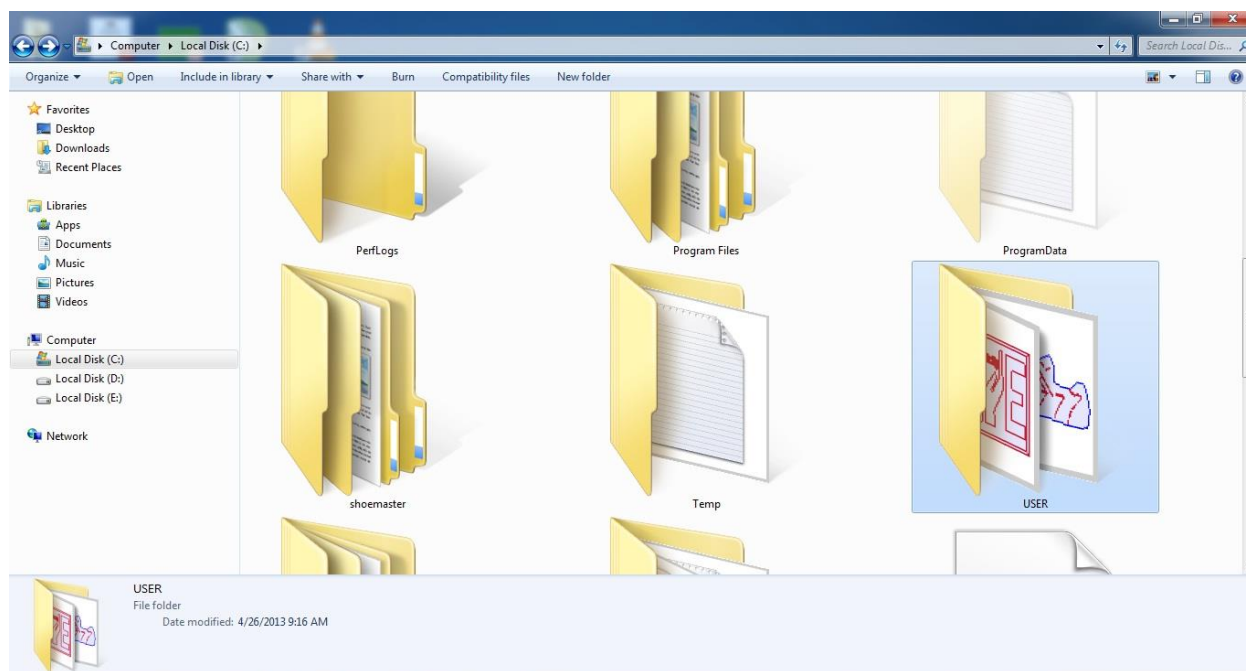 Computer Local Disk (C:)
Search Local Dis...
Organize Open Include in library Share with Burn Compatibility files New folder
Favorites
Desktop
Downloads
Recent Places
Libraries
Apps
Documents
Music
Pictures
Videos
Computer
Local Disk (C:)
Local Disk (D:)
Local Disk (E:)
Network
PerfLogs Program Files ProgramData
shoemaster Temp USER
USER
File folder
Date modified: 4/26/2013 9:16 AM